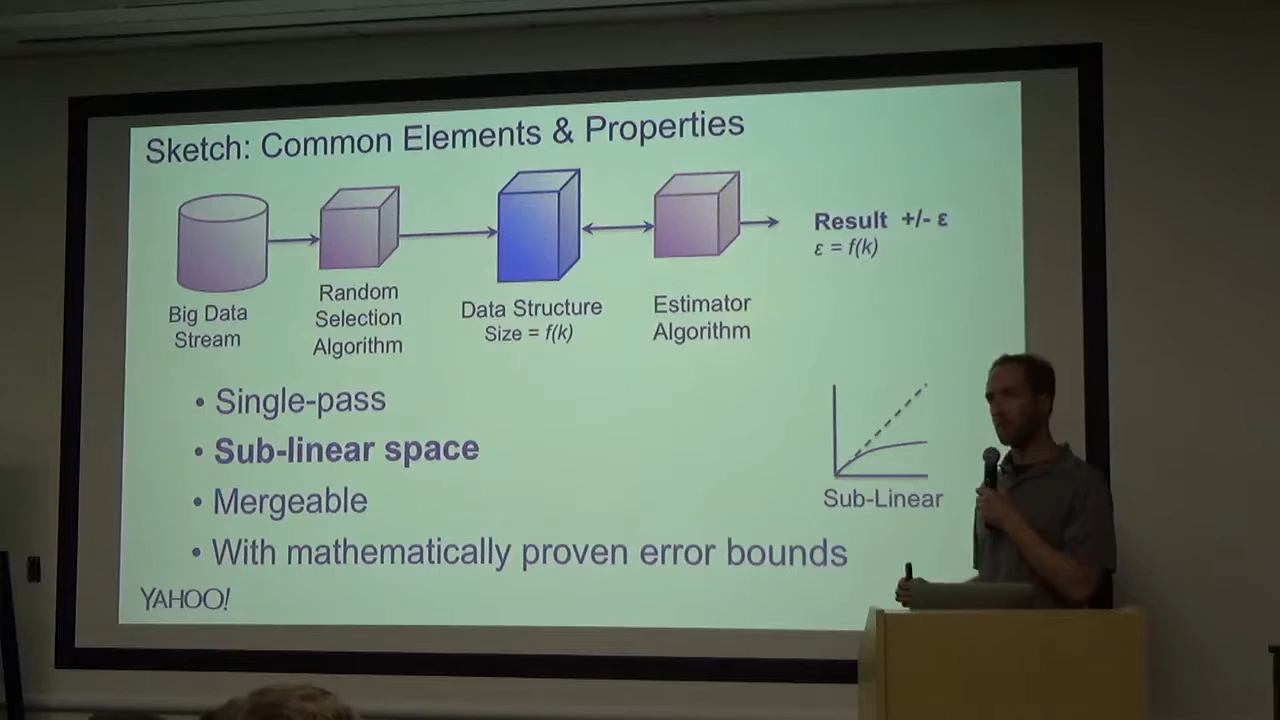 Sketch: Common Elements & Properties
Big Data
Stream
Random
Selection
Algorithm
Data Structure
Size = f(k)
Estimator
Algorithm
Result +/- ε
ε = f(k)
• Single-pass
• Sub-linear space
• Mergeable
• With mathematically proven error bounds
Sub-Linear
YAHOO!